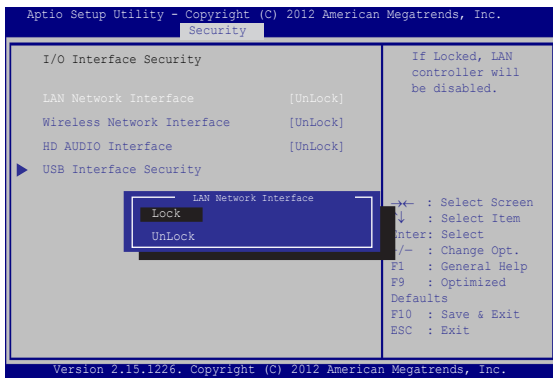 Aptio Setup Utility - Copyright (C) 2012 American Megatrends, Inc.
Security
I/O Interface Security
LAN Network Interface [UnLock]
Wireless Network Interface [UnLock]
HD AUDIO Interface [UnLock]
USB Interface Security
LAN Network Interface
Lock
UnLock
If Locked, LAN
controller will
be disabled.
→← : Select Screen
↑↓ : Select Item
Enter: Select
+/— : Change Opt.
F1 : General Help
F9 : Optimized
Defaults
F10 : Save & Exit
ESC : Exit
Version 2.15.1226. Copyright (C) 2012 American Megatrends, Inc.